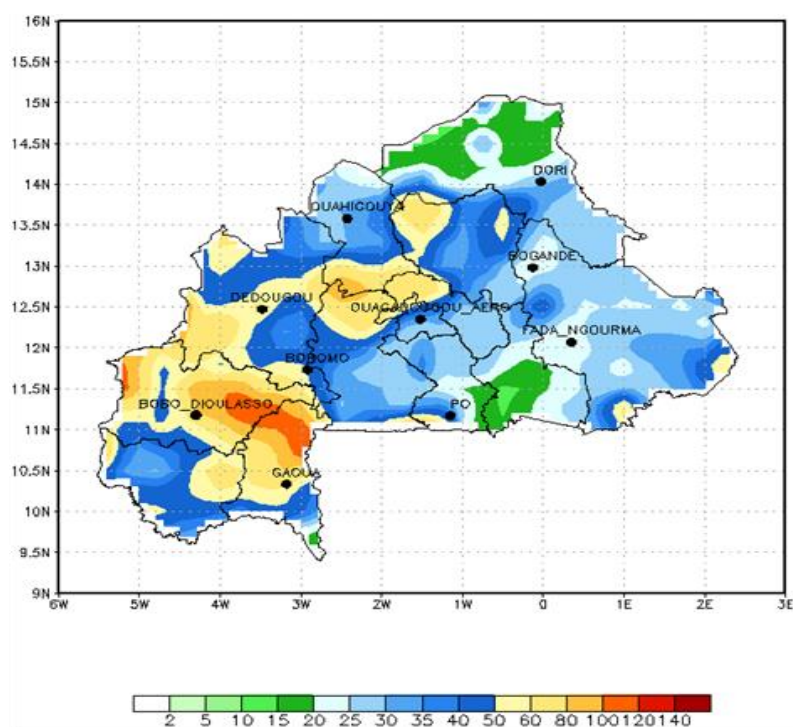 16N
15.5N
15N
14.5N
14N
13.5N
13N
12.5N
12N
11.5N
11N
10.5N
10N
9.5N
9N
DORI
OUAHIGOUYA
BOGANDE
DEDOUGOU
OUAGADOUGOU_AERO
FADA_NGOURMA
BOROMO
BOBO_DIOULASSO
PO
GAOUA
6W 5W 4W 3W 2W 1W 0 1E 2E 3E
2 5 10 15 20 25 30 35 40 50 60 80 100 120 140